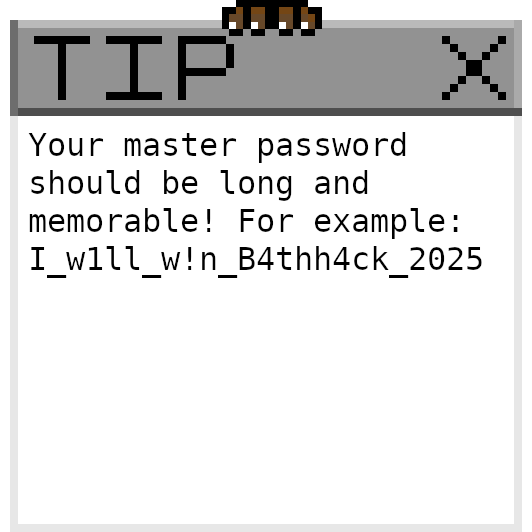 TIP
Your master password
should be long and
memorable! For example:
I_w1ll_w!n_B4thh4ck_2025